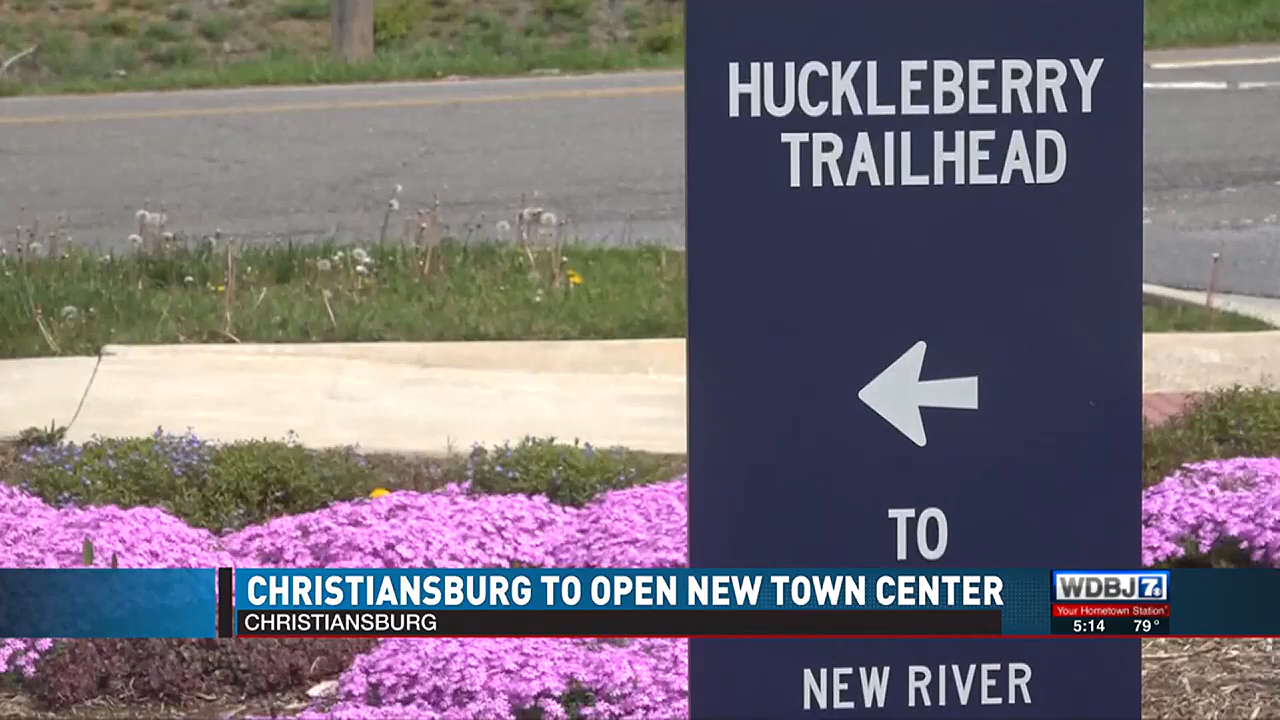 HUCKLEBERRY
TRAILHEAD
TO
CHRISTIANSBURG TO OPEN NEW TOWN CENTER
CHRISTIANSBURG
WDBJ7
Your Hometown Station
5:14 79°
NEW RIVER